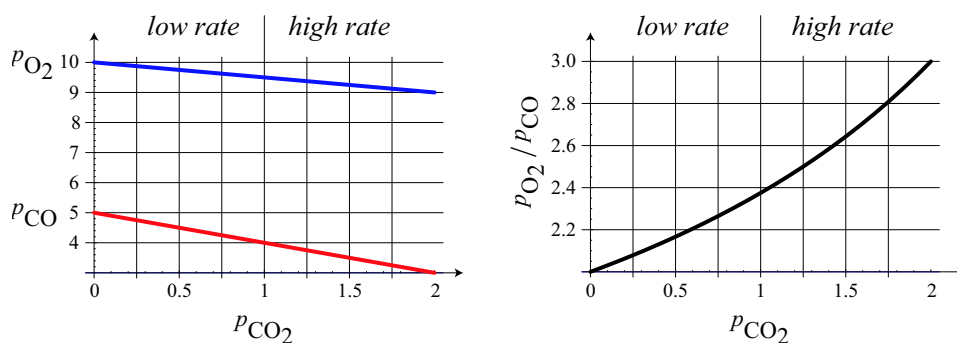 low rate high rate
pO2 10
9
8
7
6
pCO 5
4
0 0.5 1 1.5 2
pCO2
low rate high rate
3.0
2.8
2.6
2.4
2.2
pO2 / pCO
0 0.5 1 1.5 2
pCO2